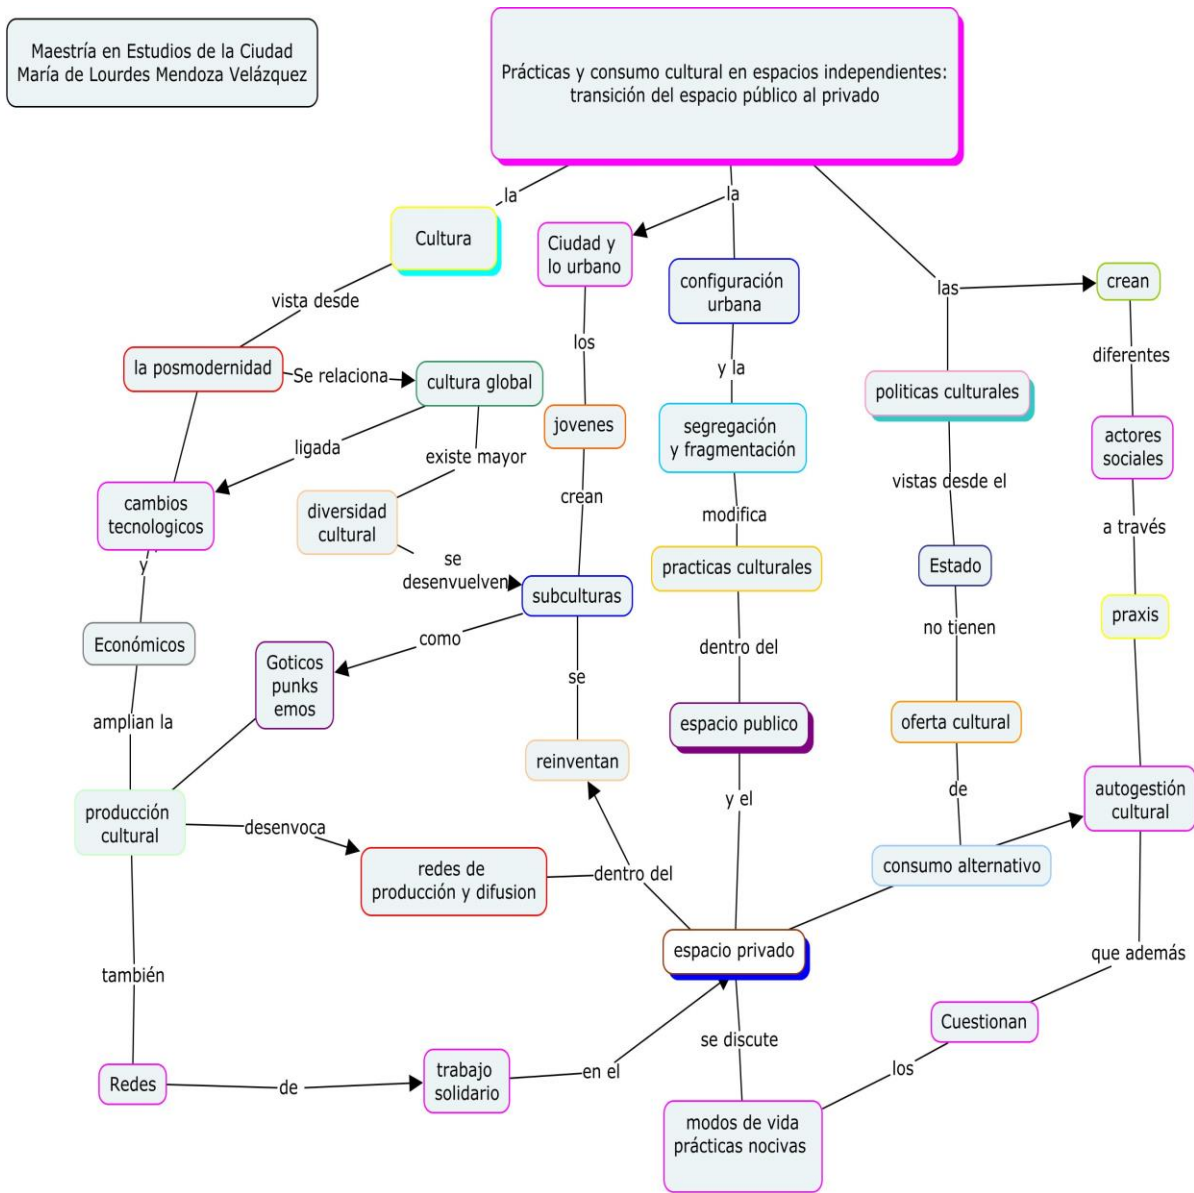 Maestría en Estudios de la Ciudad
María de Lourdes Mendoza Velázquez
Prácticas y consumo cultural en espacios independientes:
transición del espacio público al privado
la
la
las
Cultura
Ciudad y
lo urbano
configuración
urbana
crean
vista desde
los
y la
diferentes
la posmodernidad
Se relaciona
cultura global
politicas culturales
jovenes
segregación
y fragmentación
actores
sociales
ligada
existe mayor
crean
vistas desde el
cambios
tecnologicos
diversidad
cultural
modifica
a través
y
se
desenvuelven
subculturas
practicas culturales
Estado
praxis
Económicos
como
dentro del
no tienen
Goticos
punks
emos
se
amplian la
espacio publico
oferta cultural
reinventan
producción
cultural
y el
de
autogestión
cultural
desenvoca
redes de
producción y difusion
dentro del
consumo alternativo
espacio privado
que además
también
Cuestionan
se discute
Redes
de
trabajo
solidario
en el
los
modos de vida
prácticas nocivas